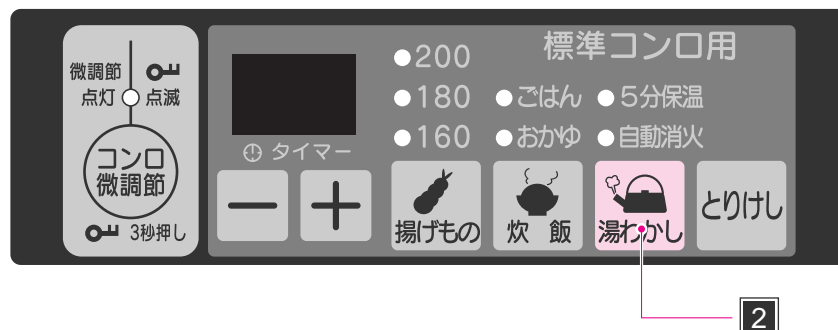 微調節
点灯 点滅
コンロ
微調節
3秒押し
タイマー
標準コンロ用
200
180 ごはん 5分保温
160 おかゆ 自動消火
− +
揚げもの 炊飯 湯わかし とりけし
2